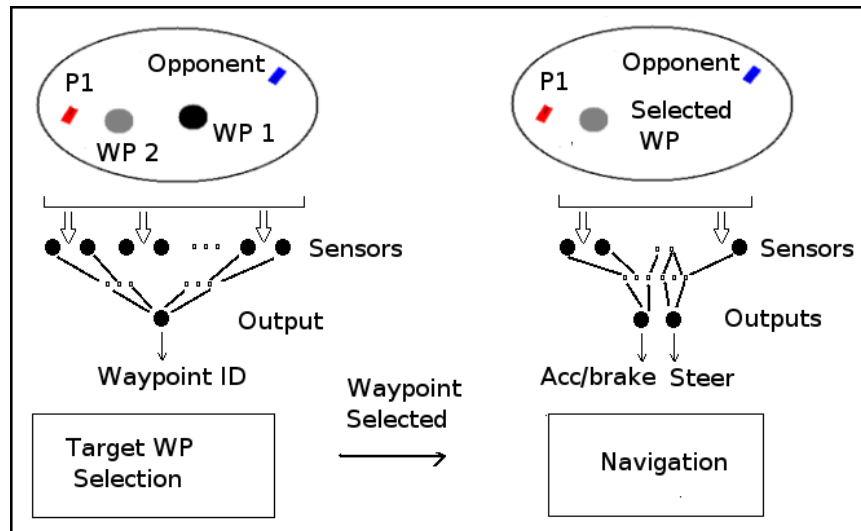 Opponent
P1
WP 1
WP 2
Sensors
Output
Waypoint ID
Target WP
Selection
Waypoint
Selected
Opponent
P1
Selected
WP
Sensors
Outputs
Acc/brake Steer
Navigation